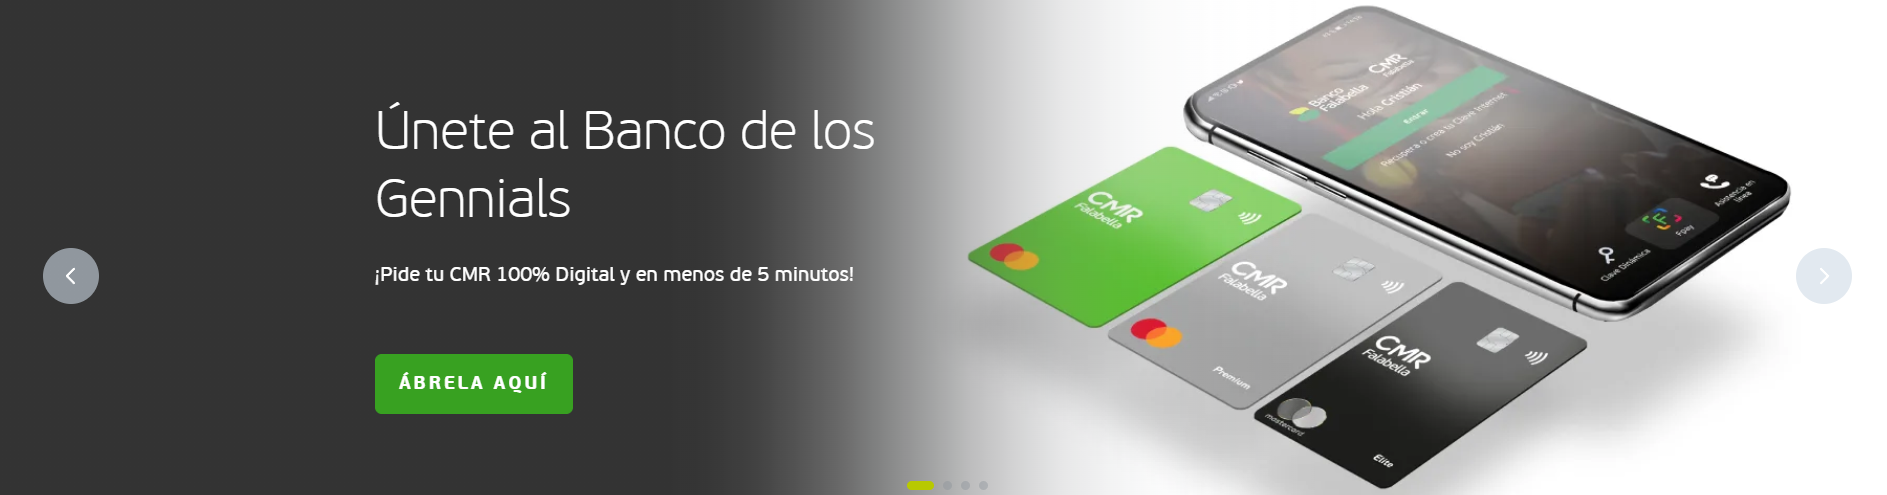 Únete al Banco de los
Gennials
¡Pide tu CMR 100% Digital y en menos de 5 minutos!
ÁBRELA AQUÍ
CMR
Falabella
Banco
Falabella
Hola Cristián
Entrar
Recupera o crea tu Clave Internet
No soy Cristián
Clave Dinámica
Fpay
Asistencia en
línea
CMR
Falabella
CMR
Falabella
Premium
CMR
Falabella
mastercard
Elite